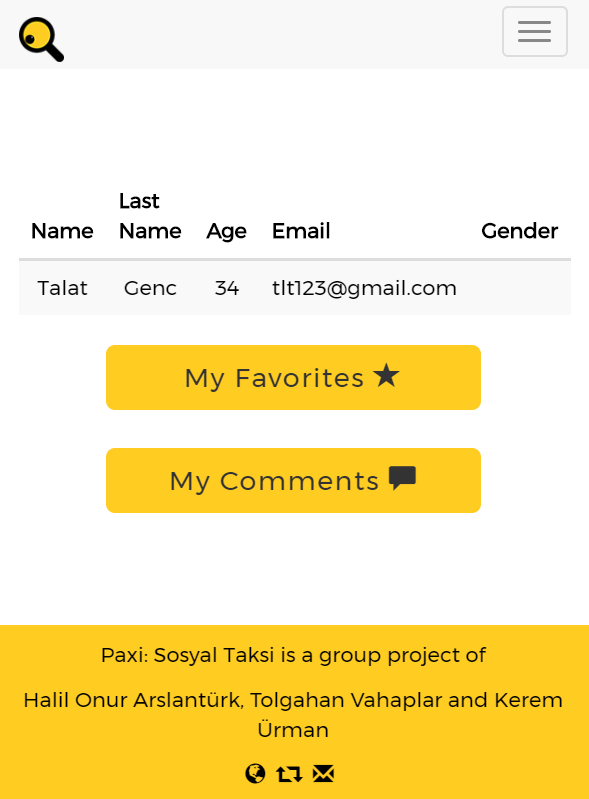 Name Last Name Age Email Gender
Talat Genc 34 tlt123@gmail.com
My Favorites
My Comments
Paxi: Sosyal Taksi is a group project of
Halil Onur Arslantürk, Tolgahan Vahaplar and Kerem
Ürman